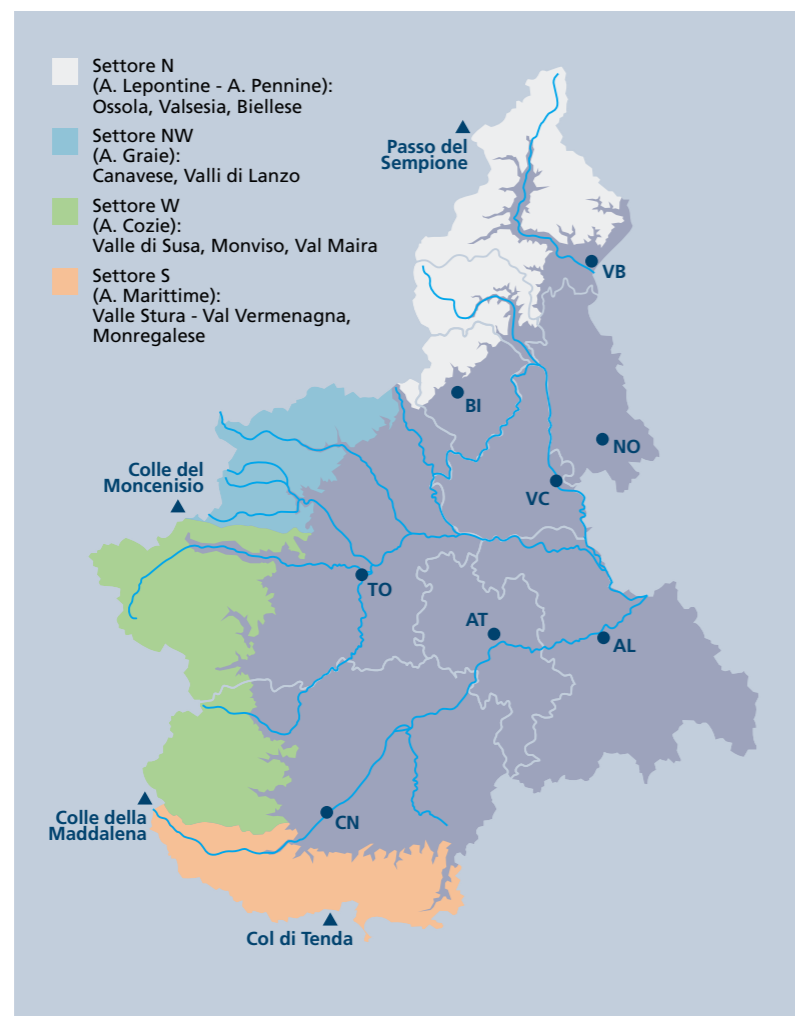 Settore N
(A. Lepontine - A. Pennine):
Ossola, Valsesia, Biellese
Settore NW
(A. Graie):
Canavese, Valli di Lanzo
Settore W
(A. Cozie):
Valle di Susa, Monviso, Val Maira
Settore S
(A. Marittime):
Valle Stura - Val Vermenagna,
Monregalese
Passo del
Sempione
VB
BI
NO
Colle del
Moncenisio
VC
TO
AT
AL
Colle della
Maddalena
CN
Col di Tenda